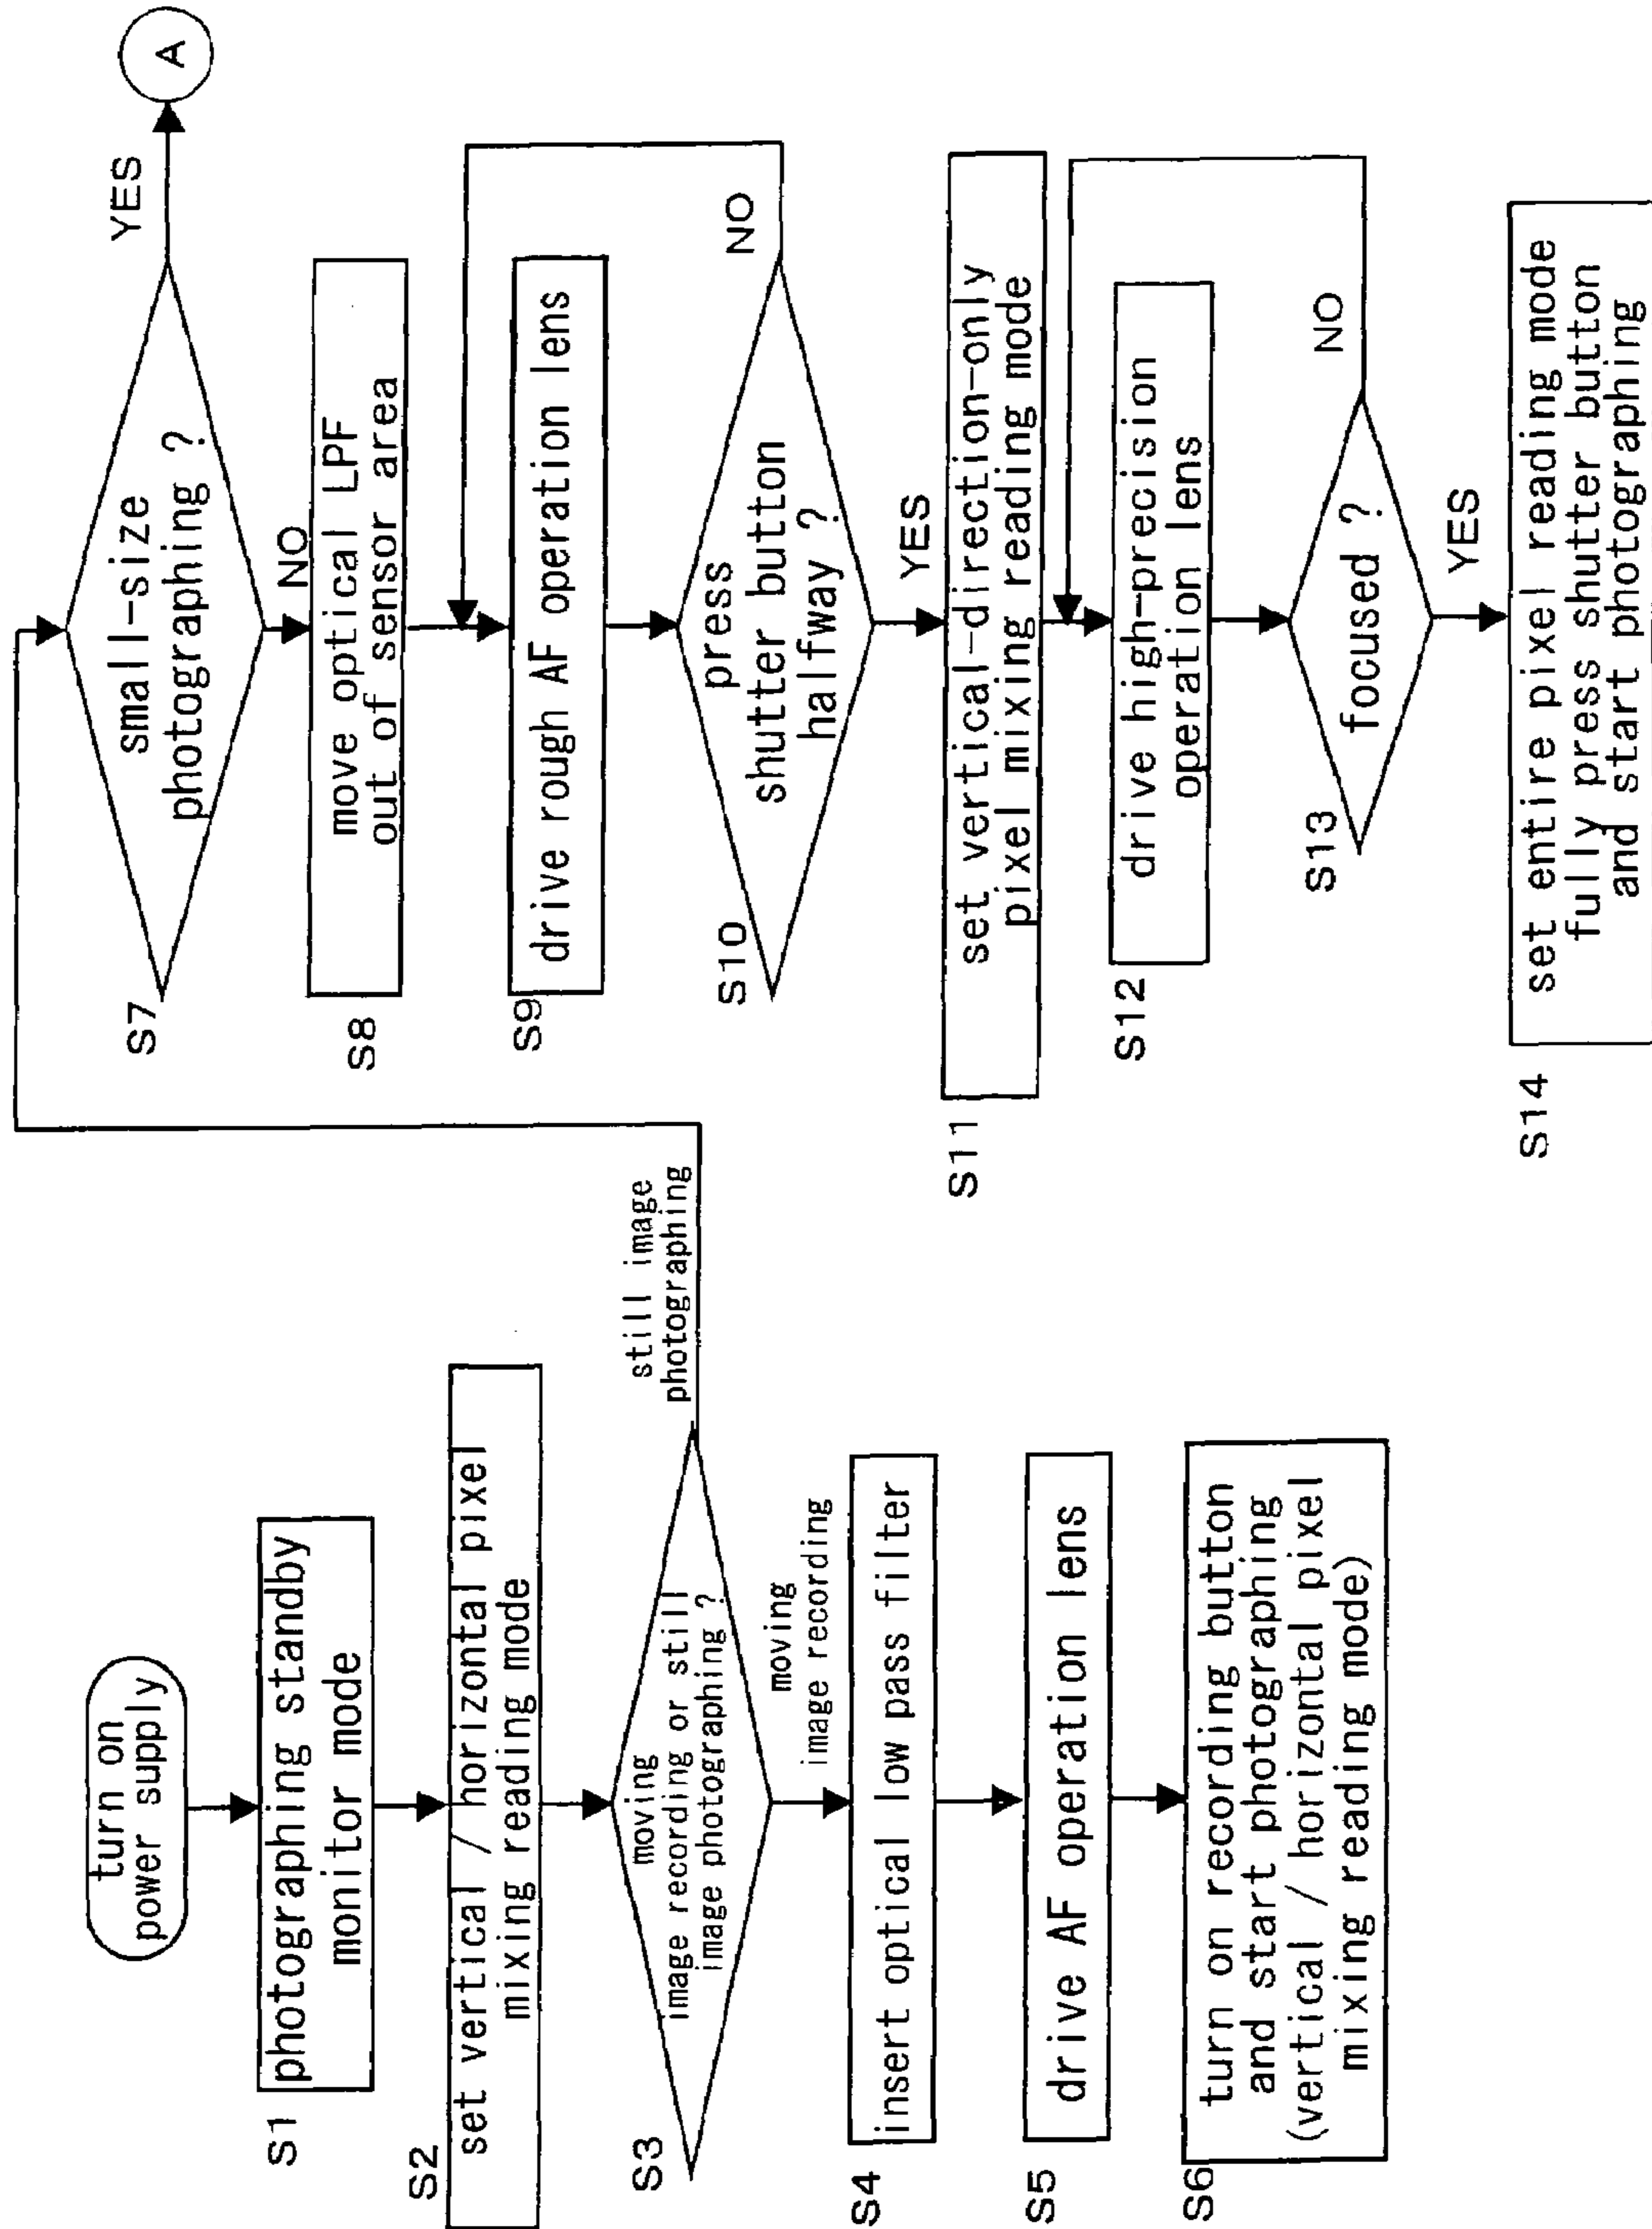 turn on
power supply
S1
photographing standby
monitor mode
S2
set vertical / horizontal pixel
mixing reading mode
S3
moving
image recording or still
image photographing ?
still image
photographing
moving
image recording
S4
insert optical low pass filter
S5
drive AF operation lens
S6
turn on recording button
and start photographing
(vertical / horizontal pixel
mixing reading mode)
S7
small-size
photographing ?
YES
A
NO
S8
move optical LPF
out of sensor area
S9
drive rough AF operation lens
S10
press
shutter button
halfway ?
NO
YES
S11
set vertical-direction-only
pixel mixing reading mode
S12
drive high-precision
operation lens
S13
focused ?
NO
YES
S14
set entire pixel reading mode
fully press shutter button
and start photographing